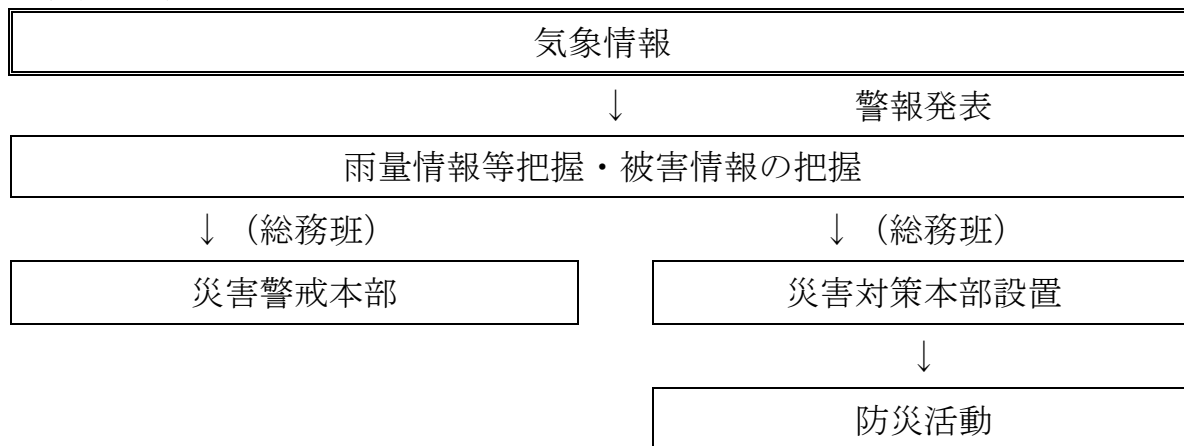 気象情報
↓ 警報発表
雨量情報等把握・被害情報の把握
↓（総務班） ↓（総務班）
災害警戒本部 災害対策本部設置
↓
防災活動